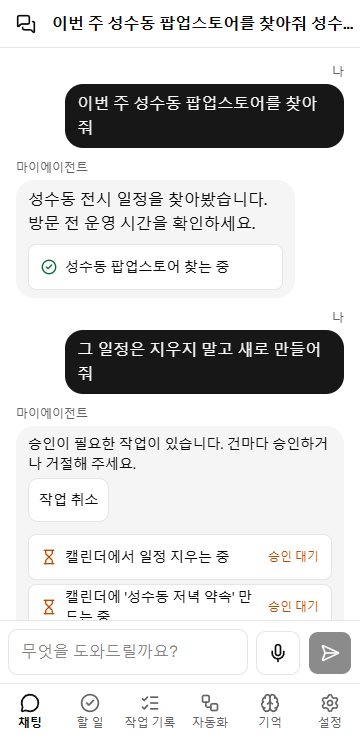 이번 주 성수동 팝업스토어를 찾아줘 성수...
나
이번 주 성수동 팝업스토어를 찾아
줘
마이에이전트
성수동 전시 일정을 찾아봤습니다.
방문 전 운영 시간을 확인하세요.
성수동 팝업스토어 찾는 중
나
그 일정은 지우지 말고 새로 만들어
줘
마이에이전트
승인이 필요한 작업이 있습니다. 건마다 승인하거
나 거절해 주세요.
작업 취소
캘린더에서 일정 지우는 중 승인 대기
캘린더에 '성수동 저녁 약속' 만
드는 중 승인 대기
무엇을 도와드릴까요?
채팅 할 일 작업 기록 자동화 기억 설정